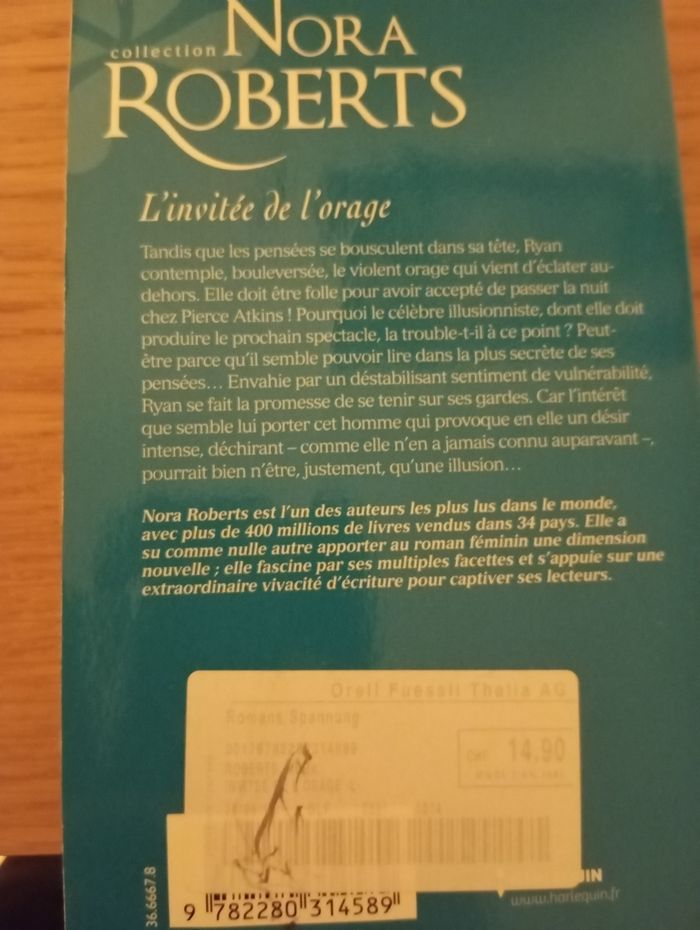 collection NORA
ROBERTS
L'invitée de l'orage
Tandis que les pensées se bousculent dans sa tête, Ryan
contemple, bouleversée, le violent orage qui vient d'éclater au-
dehors. Elle doit être folle pour avoir accepté de passer la nuit
chez Pierce Atkins ! Pourquoi le célèbre illusionniste, dont elle doit
produire le prochain spectacle, la trouble-t-il à ce point ? Peut-
être parce qu'il semble pouvoir lire dans la plus secrète de ses
pensées… Envahie par un déstabilisant sentiment de vulnérabilité,
Ryan se fait la promesse de se tenir sur ses gardes. Car l'intérêt
que semble lui porter cet homme qui provoque en elle un désir
intense, déchirant – comme elle n'en a jamais connu auparavant –,
pourrait bien n'être, justement, qu'une illusion…
Nora Roberts est l'un des auteurs les plus lus dans le monde,
avec plus de 400 millions de livres vendus dans 34 pays. Elle a
su comme nulle autre apporter au roman féminin une dimension
nouvelle ; elle fascine par ses multiples facettes et s'appuie sur une
extraordinaire vivacité d'écriture pour captiver ses lecteurs.
Orell Fuessli Thalia AG
Romans Spannung
CHF 14,90
36.6667.8
www.harlequin.fr
9 782280 314589